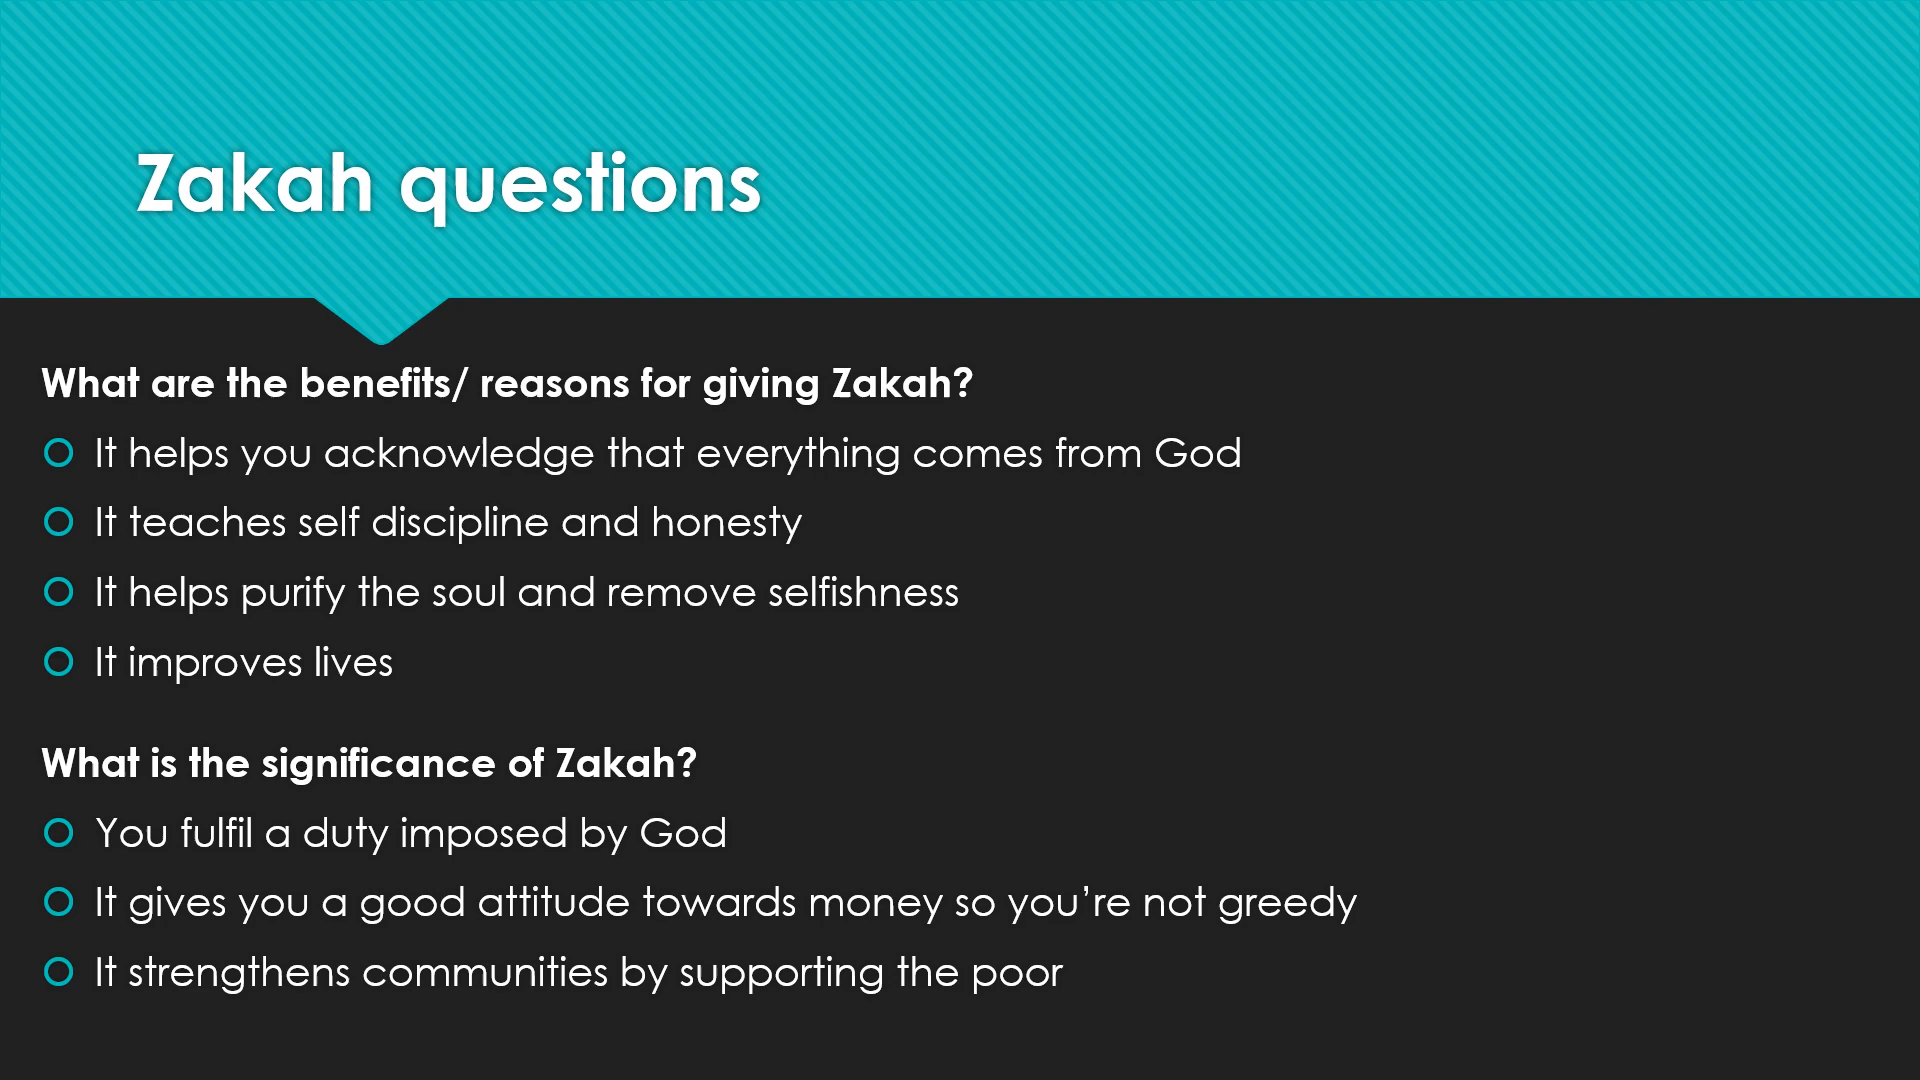 Zakah questions
What are the benefits/ reasons for giving Zakah?
It helps you acknowledge that everything comes from God
It teaches self discipline and honesty
It helps purify the soul and remove selfishness
It improves lives
What is the significance of Zakah?
You fulfil a duty imposed by God
It gives you a good attitude towards money so you’re not greedy
It strengthens communities by supporting the poor